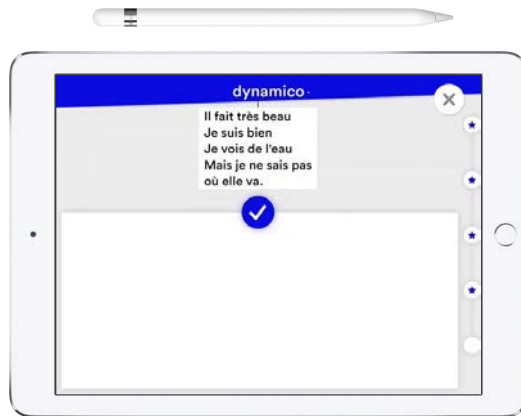 dynamico
Il fait très beau
Je suis bien
Je vois de l'eau
Mais je ne sais pas
où elle va.